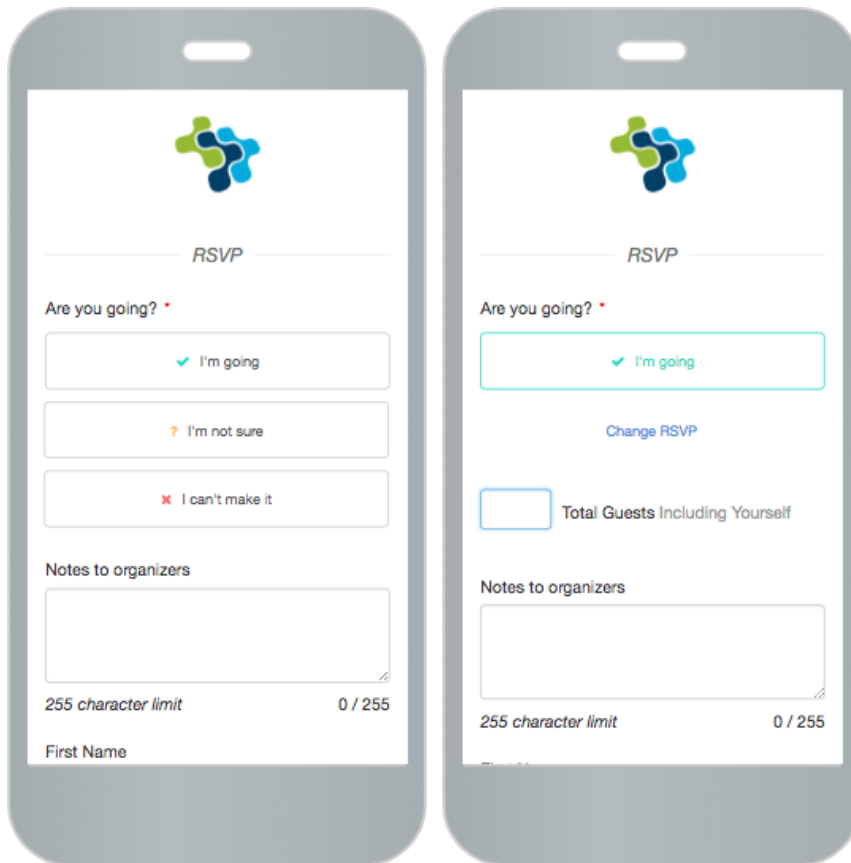 RSVP
Are you going? *
✔ I'm going
? I'm not sure
✖ I can't make it
Notes to organizers
255 character limit 0 / 255
First Name
RSVP
Are you going? *
✔ I'm going
Change RSVP
Total Guests Including Yourself
Notes to organizers
255 character limit 0 / 255